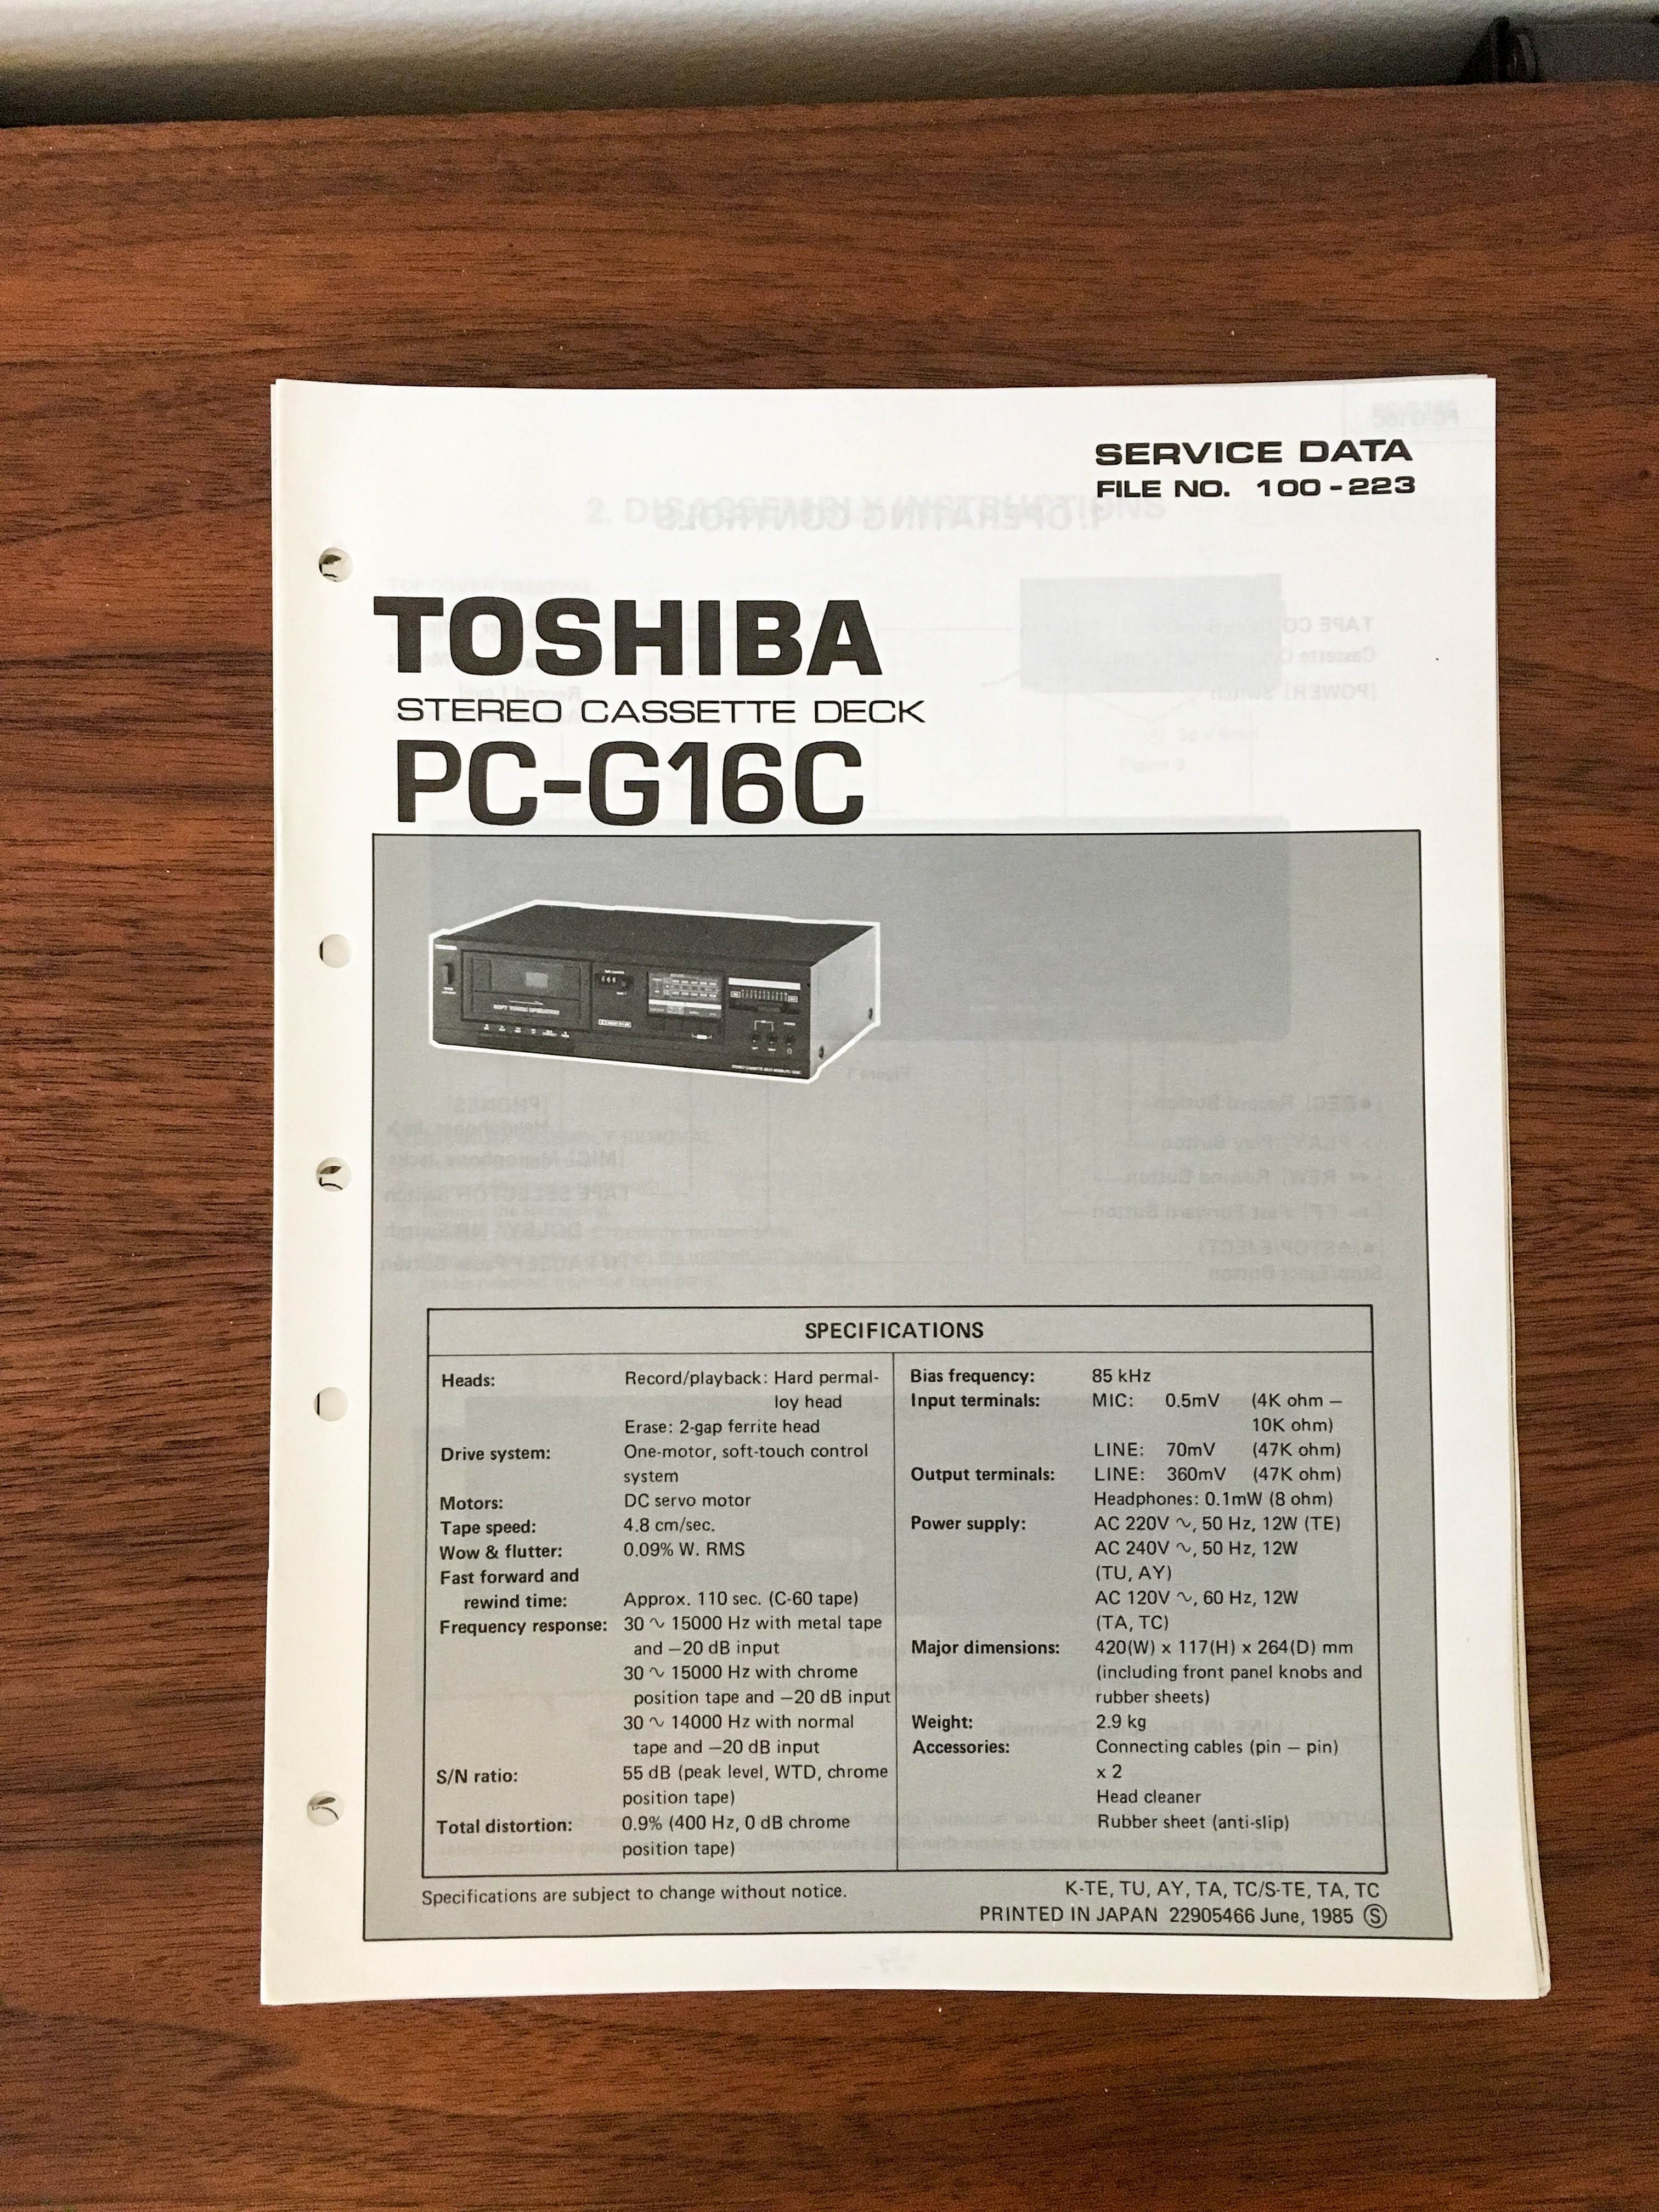 SERVICE DATA
FILE NO. 100-223
2. DISASSEMBLY INSTRUCTIONS
1. OPERATING CONTROLS
TOSHIBA
STEREO CASSETTE DECK
PC-G16C
TOSHIBA
SOFT TOUCH OPERATION
SPECIFICATIONS
Heads: Record/playback: Hard permal-
loy head
Erase: 2-gap ferrite head
Drive system: One-motor, soft-touch control
system
Motors: DC servo motor
Tape speed: 4.8 cm/sec.
Wow & flutter: 0.09% W. RMS
Fast forward and
rewind time: Approx. 110 sec. (C-60 tape)
Frequency response: 30 ∿ 15000 Hz with metal tape
and −20 dB input
30 ∿ 15000 Hz with chrome
position tape and −20 dB input
30 ∿ 14000 Hz with normal
tape and −20 dB input
S/N ratio: 55 dB (peak level, WTD, chrome
position tape)
Total distortion: 0.9% (400 Hz, 0 dB chrome
position tape)
Bias frequency: 85 kHz
Input terminals: MIC: 0.5mV (4K ohm —
10K ohm)
LINE: 70mV (47K ohm)
Output terminals: LINE: 360mV (47K ohm)
Headphones: 0.1mW (8 ohm)
Power supply: AC 220V ∿, 50 Hz, 12W (TE)
AC 240V ∿, 50 Hz, 12W
(TU, AY)
AC 120V ∿, 60 Hz, 12W
(TA, TC)
Major dimensions: 420(W) x 117(H) x 264(D) mm
(including front panel knobs and
rubber sheets)
Weight: 2.9 kg
Accessories: Connecting cables (pin — pin)
x 2
Head cleaner
Rubber sheet (anti-slip)
Specifications are subject to change without notice.
K-TE, TU, AY, TA, TC/S-TE, TA, TC
PRINTED IN JAPAN 22905466 June, 1985 Ⓢ